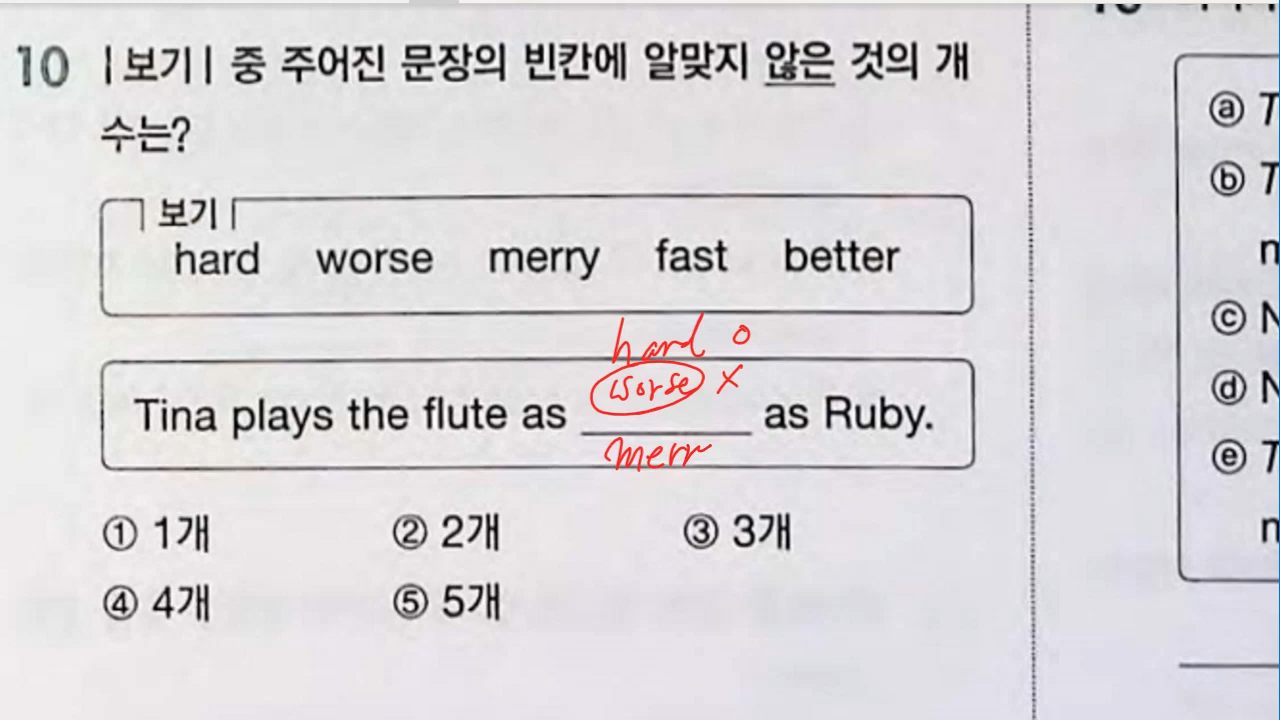 10 | 보기 | 중 주어진 문장의 빈칸에 알맞지 않은 것의 개
수는?
| 보기 |
hard worse merry fast better
hard o
worse x
Tina plays the flute as ________ as Ruby.
merr
① 1개 ② 2개 ③ 3개
④ 4개 ⑤ 5개
ⓐ T
ⓑ T
n
ⓒ N
ⓓ N
ⓔ T
n